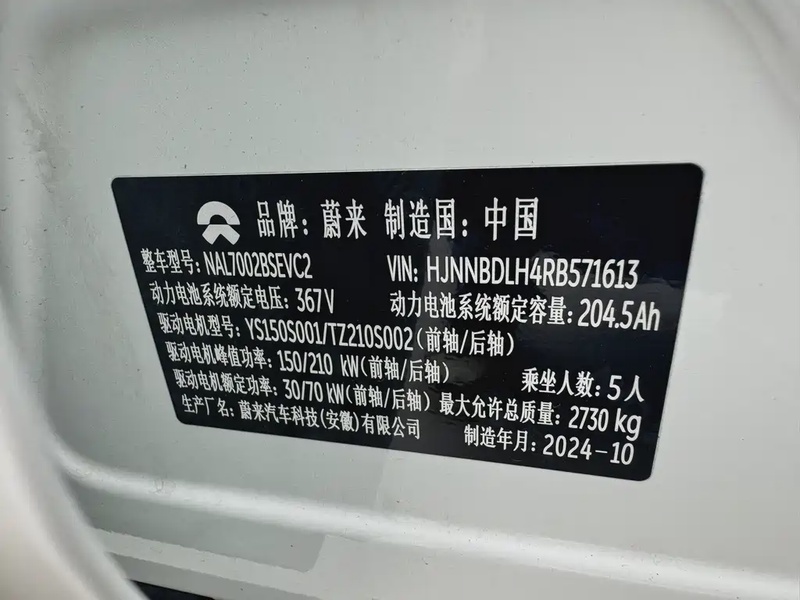 品牌: 蔚来 制造国: 中国
整车型号: NAL7002BSEVC2 VIN: HJNNBDLH4RB571613
动力电池系统额定电压: 367V 动力电池系统额定容量: 204.5Ah
驱动电机型号: YS150S001/TZ210S002(前轴/后轴)
驱动电机峰值功率: 150/210 kW(前轴/后轴) 乘坐人数: 5人
驱动电机额定功率: 30/70 kW(前轴/后轴) 最大允许总质量: 2730 kg
生产厂名: 蔚来汽车科技(安徽)有限公司 制造年月: 2024-10